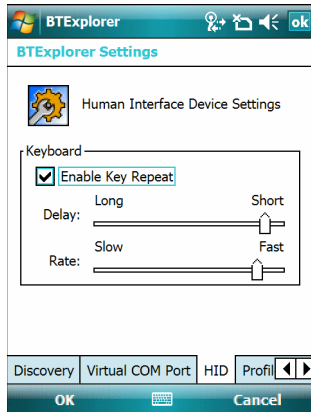 BTExplorer ok
BTExplorer Settings
Human Interface Device Settings
Keyboard
Enable Key Repeat
Long Short
Delay:
Slow Fast
Rate:
Discovery Virtual COM Port HID Profil
OK Cancel